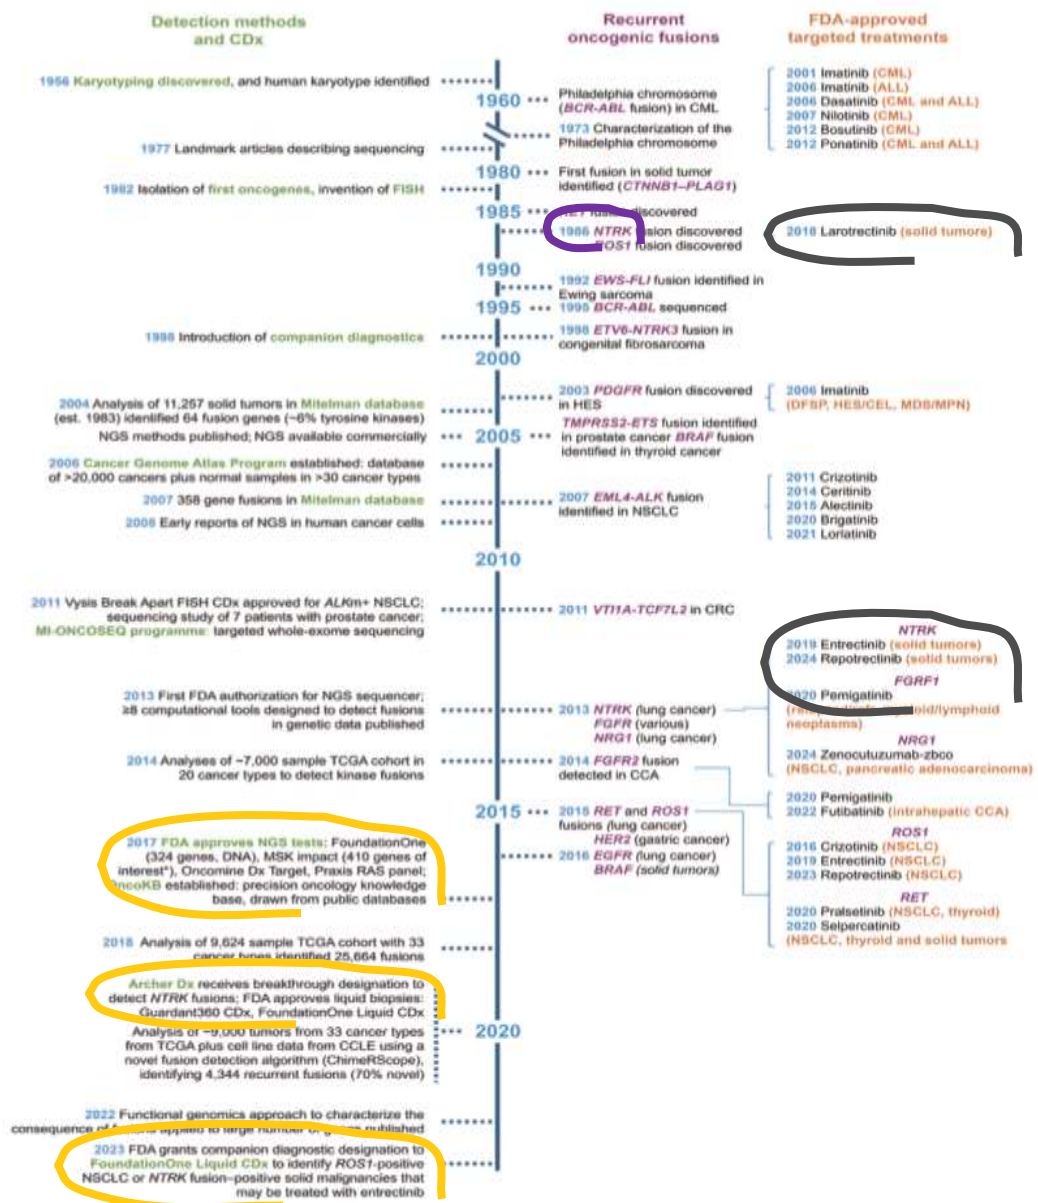 Detection methods
and CDx
1956 Karyotyping discovered, and human karyotype identified
1977 Landmark articles describing sequencing
1982 Isolation of first oncogenes, invention of FISH
1998 Introduction of companion diagnostics
2004 Analysis of 11,257 solid tumors in Mitelman database
(est. 1983) identified 64 fusion genes (~6% tyrosine kinases)
NGS methods published; NGS available commercially
2006 Cancer Genome Atlas Program established: database
of >20,000 cancers plus normal samples in >30 cancer types
2007 358 gene fusions in Mitelman database
2008 Early reports of NGS in human cancer cells
2011 Vysis Break Apart FISH CDx approved for ALKm+ NSCLC;
sequencing study of 7 patients with prostate cancer;
MI-ONCOSEQ programme: targeted whole-exome sequencing
2013 First FDA authorization for NGS sequencer;
≥8 computational tools designed to detect fusions
in genetic data published
2014 Analyses of ~7,000 sample TCGA cohort in
20 cancer types to detect kinase fusions
2017 FDA approves NGS tests: FoundationOne
(324 genes, DNA), MSK impact (410 genes of
interest*), Oncomine Dx Target, Praxis RAS panel;
OncoKB established: precision oncology knowledge
base, drawn from public databases
2018 Analysis of 9,624 sample TCGA cohort with 33
cancer types identified 25,664 fusions
Archer Dx receives breakthrough designation to
detect NTRK fusions; FDA approves liquid biopsies:
Guardant360 CDx, FoundationOne Liquid CDx
Analysis of ~9,000 tumors from 33 cancer types
from TCGA plus cell line data from CCLE using a
novel fusion detection algorithm (ChimeRScope),
identifying 4,344 recurrent fusions (70% novel)
2022 Functional genomics approach to characterize the
consequence of fusions applied to large number of genes published
2023 FDA grants companion diagnostic designation to
FoundationOne Liquid CDx to identify ROS1-positive
NSCLC or NTRK fusion–positive solid malignancies that
may be treated with entrectinib
1960
1980
1985
1990
1995
2000
2005
2010
2015
2020
Recurrent
oncogenic fusions
Philadelphia chromosome
(BCR-ABL fusion) in CML
1973 Characterization of the
Philadelphia chromosome
First fusion in solid tumor
identified (CTNNB1–PLAG1)
fusion discovered
1986 NTRK fusion discovered
ROS1 fusion discovered
1992 EWS-FLI fusion identified in
Ewing sarcoma
1995 BCR-ABL sequenced
1998 ETV6-NTRK3 fusion in
congenital fibrosarcoma
2003 PDGFR fusion discovered
in HES
TMPRSS2-ETS fusion identified
in prostate cancer BRAF fusion
identified in thyroid cancer
2007 EML4-ALK fusion
identified in NSCLC
2011 VTI1A-TCF7L2 in CRC
2013 NTRK (lung cancer)
FGFR (various)
NRG1 (lung cancer)
2014 FGFR2 fusion
detected in CCA
2015 RET and ROS1
fusions (lung cancer)
HER2 (gastric cancer)
2016 EGFR (lung cancer)
BRAF (solid tumors)
FDA-approved
targeted treatments
2001 Imatinib (CML)
2006 Imatinib (ALL)
2006 Dasatinib (CML and ALL)
2007 Nilotinib (CML)
2012 Bosutinib (CML)
2012 Ponatinib (CML and ALL)
2018 Larotrectinib (solid tumors)
2006 Imatinib
(DFSP, HES/CEL, MDS/MPN)
2011 Crizotinib
2014 Ceritinib
2015 Alectinib
2020 Brigatinib
2021 Lorlatinib
NTRK
2019 Entrectinib (solid tumors)
2024 Repotrectinib (solid tumors)
FGRF1
2020 Pemigatinib
myeloid/lymphoid
neoplasms)
NRG1
2024 Zenocutuzumab-zbco
(NSCLC, pancreatic adenocarcinoma)
2020 Pemigatinib
2022 Futibatinib (intrahepatic CCA)
ROS1
2016 Crizotinib (NSCLC)
2019 Entrectinib (NSCLC)
2023 Repotrectinib (NSCLC)
RET
2020 Pralsetinib (NSCLC, thyroid)
2020 Selpercatinib
(NSCLC, thyroid and solid tumors